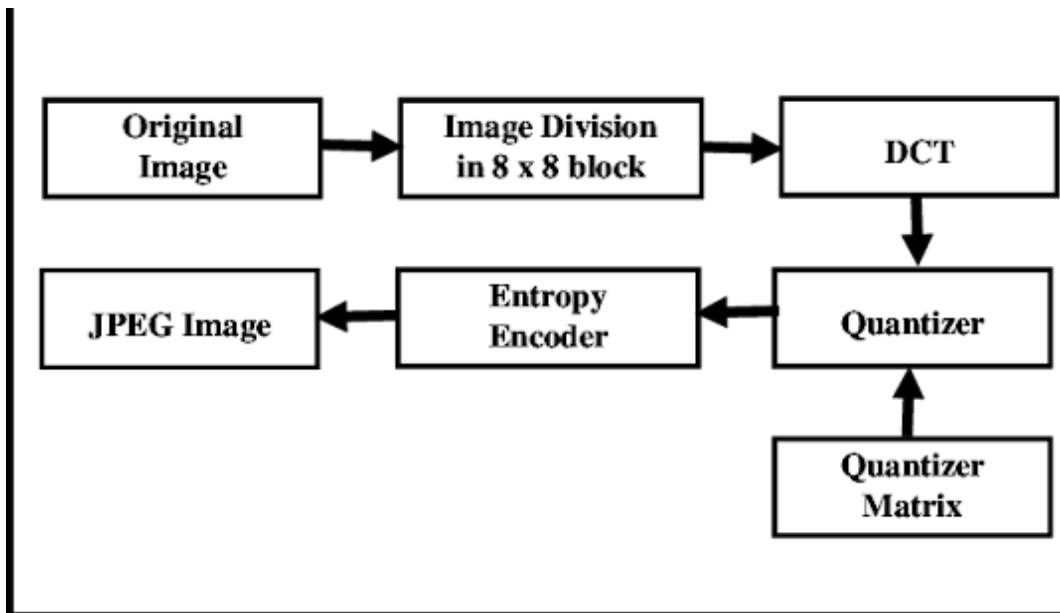 Original
Image
Image Division
in 8 x 8 block
DCT
JPEG Image
Entropy
Encoder
Quantizer
Quantizer
Matrix